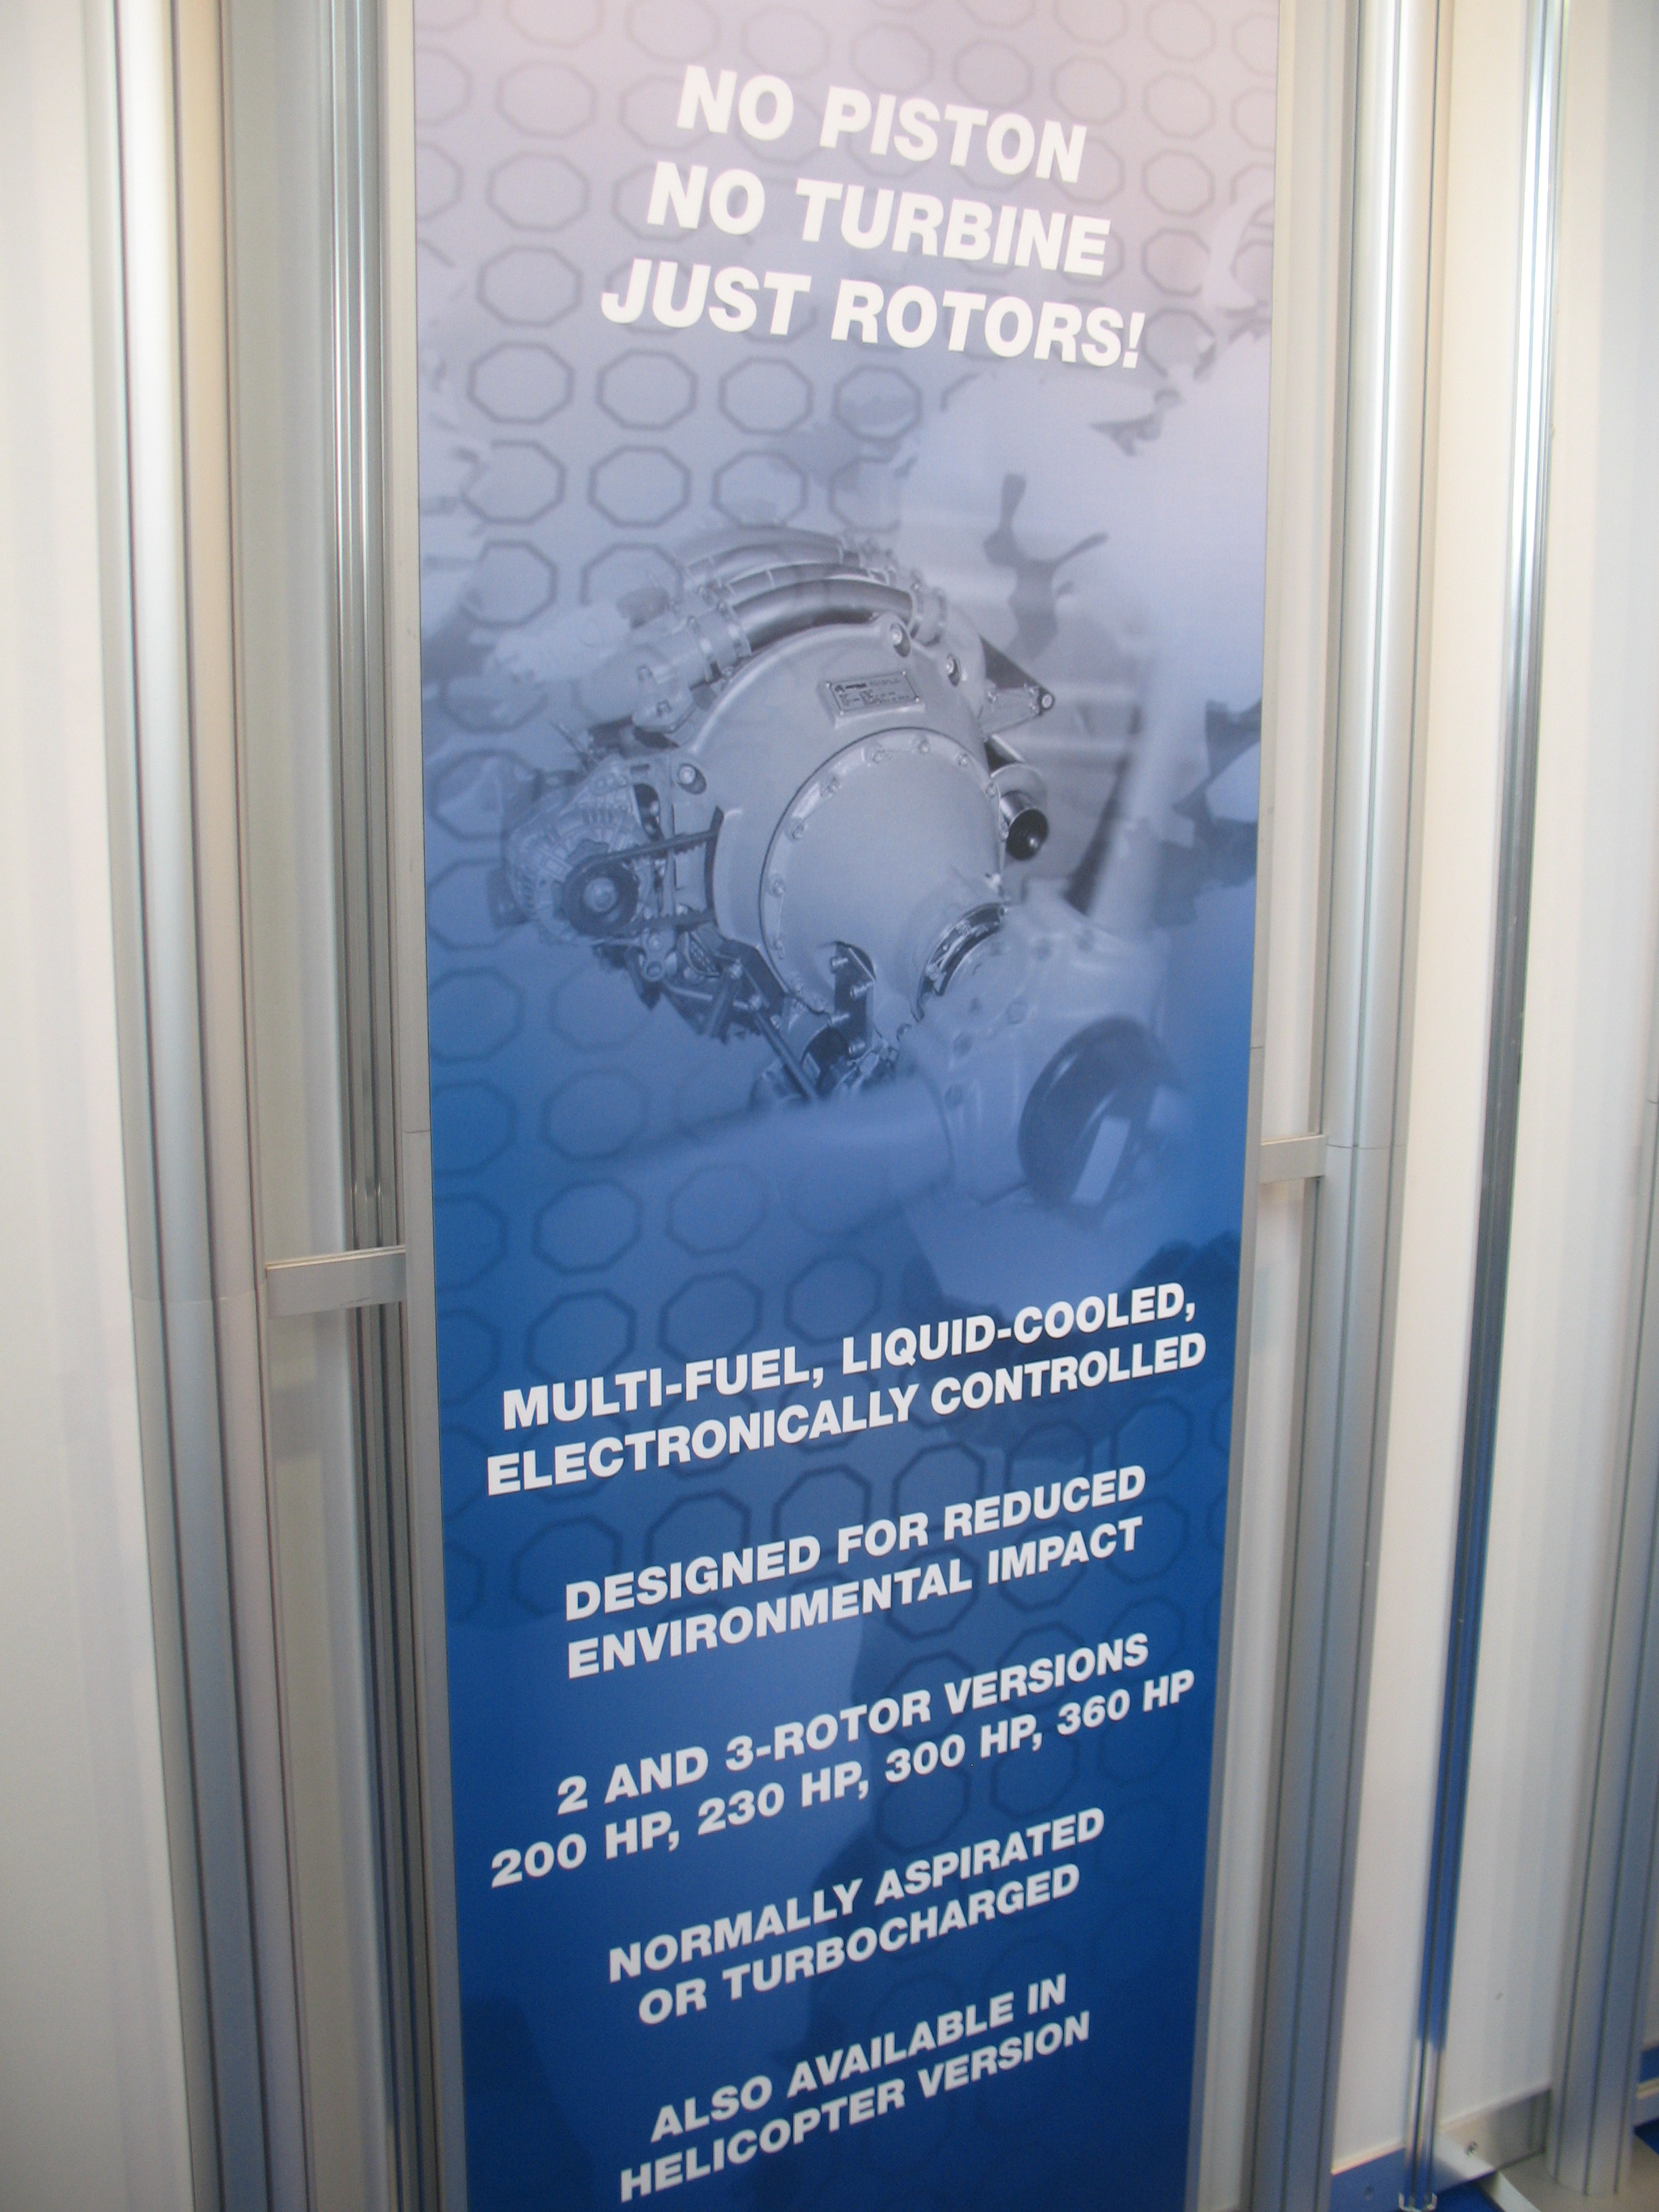 NO PISTON
NO TURBINE
JUST ROTORS!
MULTI-FUEL, LIQUID-COOLED,
ELECTRONICALLY CONTROLLED
DESIGNED FOR REDUCED
ENVIRONMENTAL IMPACT
2 AND 3-ROTOR VERSIONS
200 HP, 230 HP, 300 HP, 360 HP
NORMALLY ASPIRATED
OR TURBOCHARGED
ALSO AVAILABLE IN
HELICOPTER VERSION